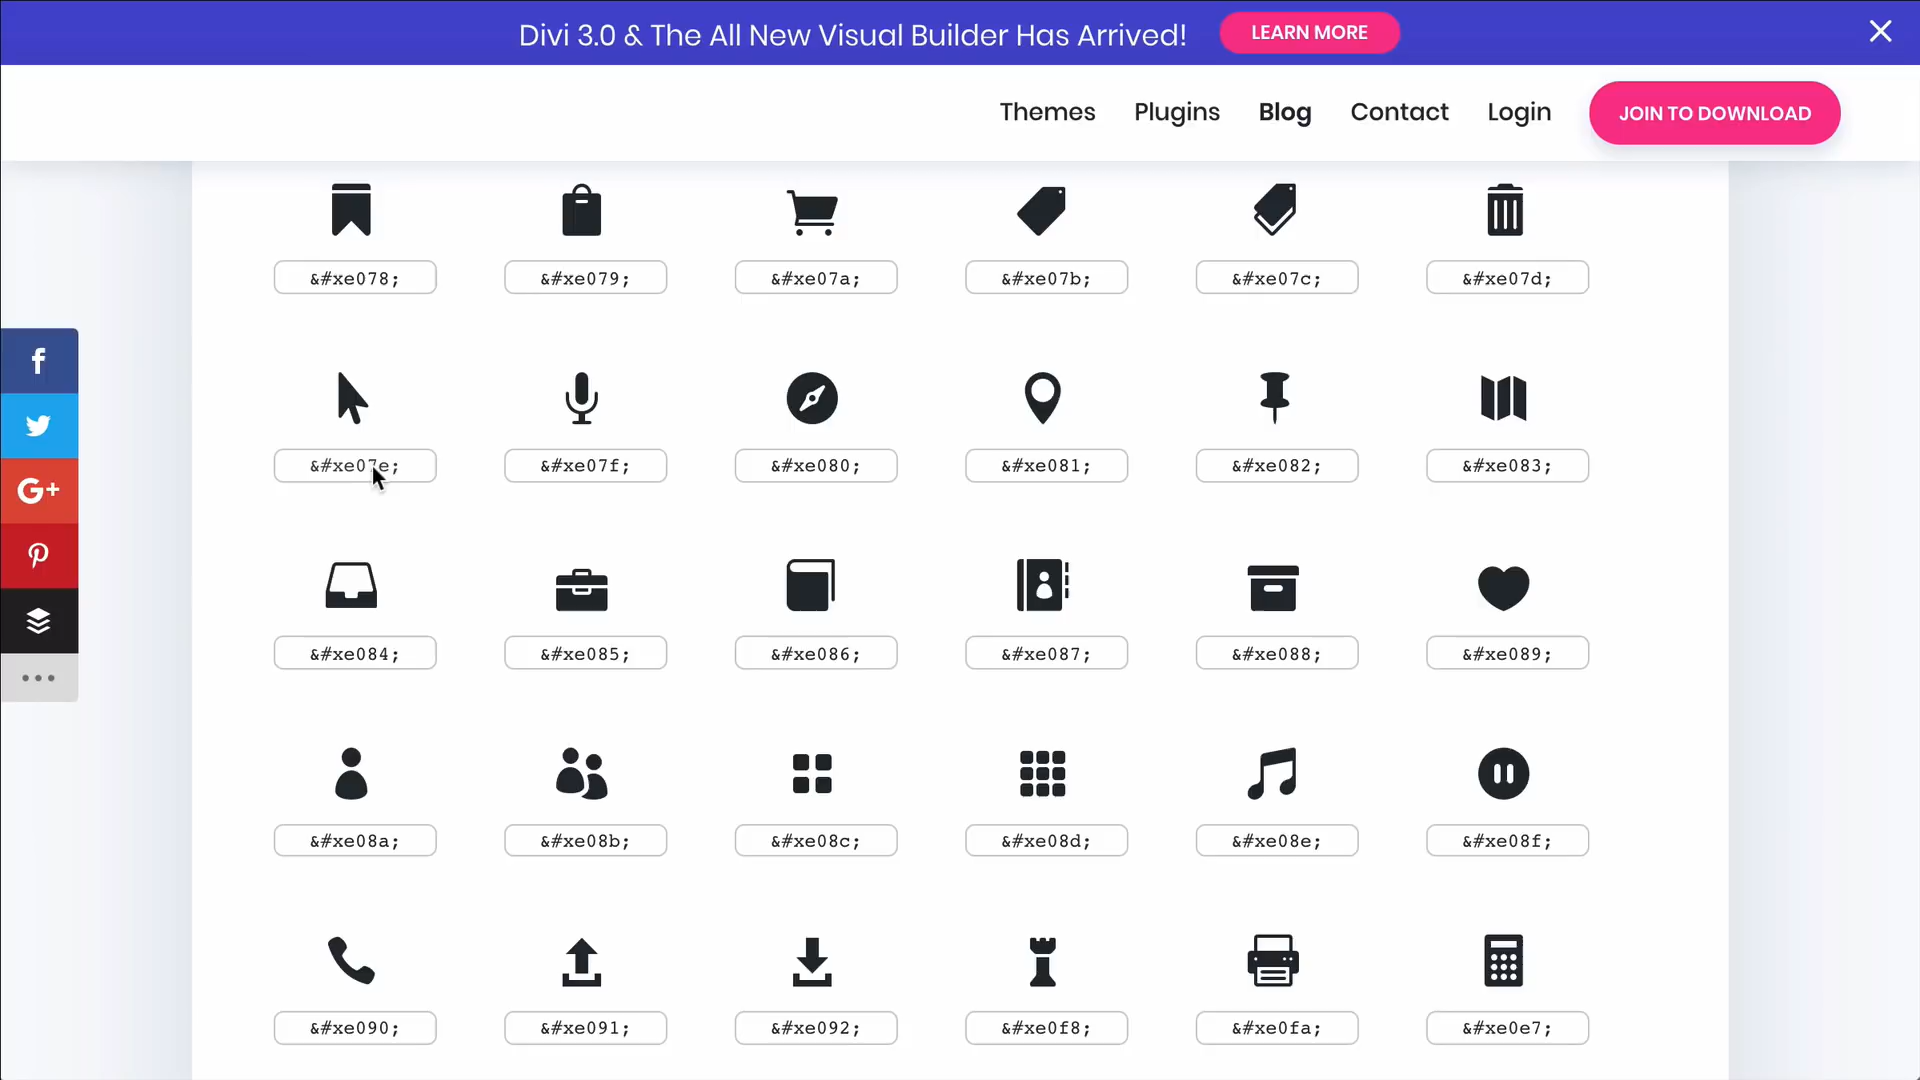 Divi 3.0 & The All New Visual Builder Has Arrived!
LEARN MORE
Themes Plugins Blog Contact Login JOIN TO DOWNLOAD
&#xe078; &#xe079; &#xe07a; &#xe07b; &#xe07c; &#xe07d;
&#xe07e; &#xe07f; &#xe080; &#xe081; &#xe082; &#xe083;
&#xe084; &#xe085; &#xe086; &#xe087; &#xe088; &#xe089;
&#xe08a; &#xe08b; &#xe08c; &#xe08d; &#xe08e; &#xe08f;
&#xe090; &#xe091; &#xe092; &#xe0f8; &#xe0fa; &#xe0e7;